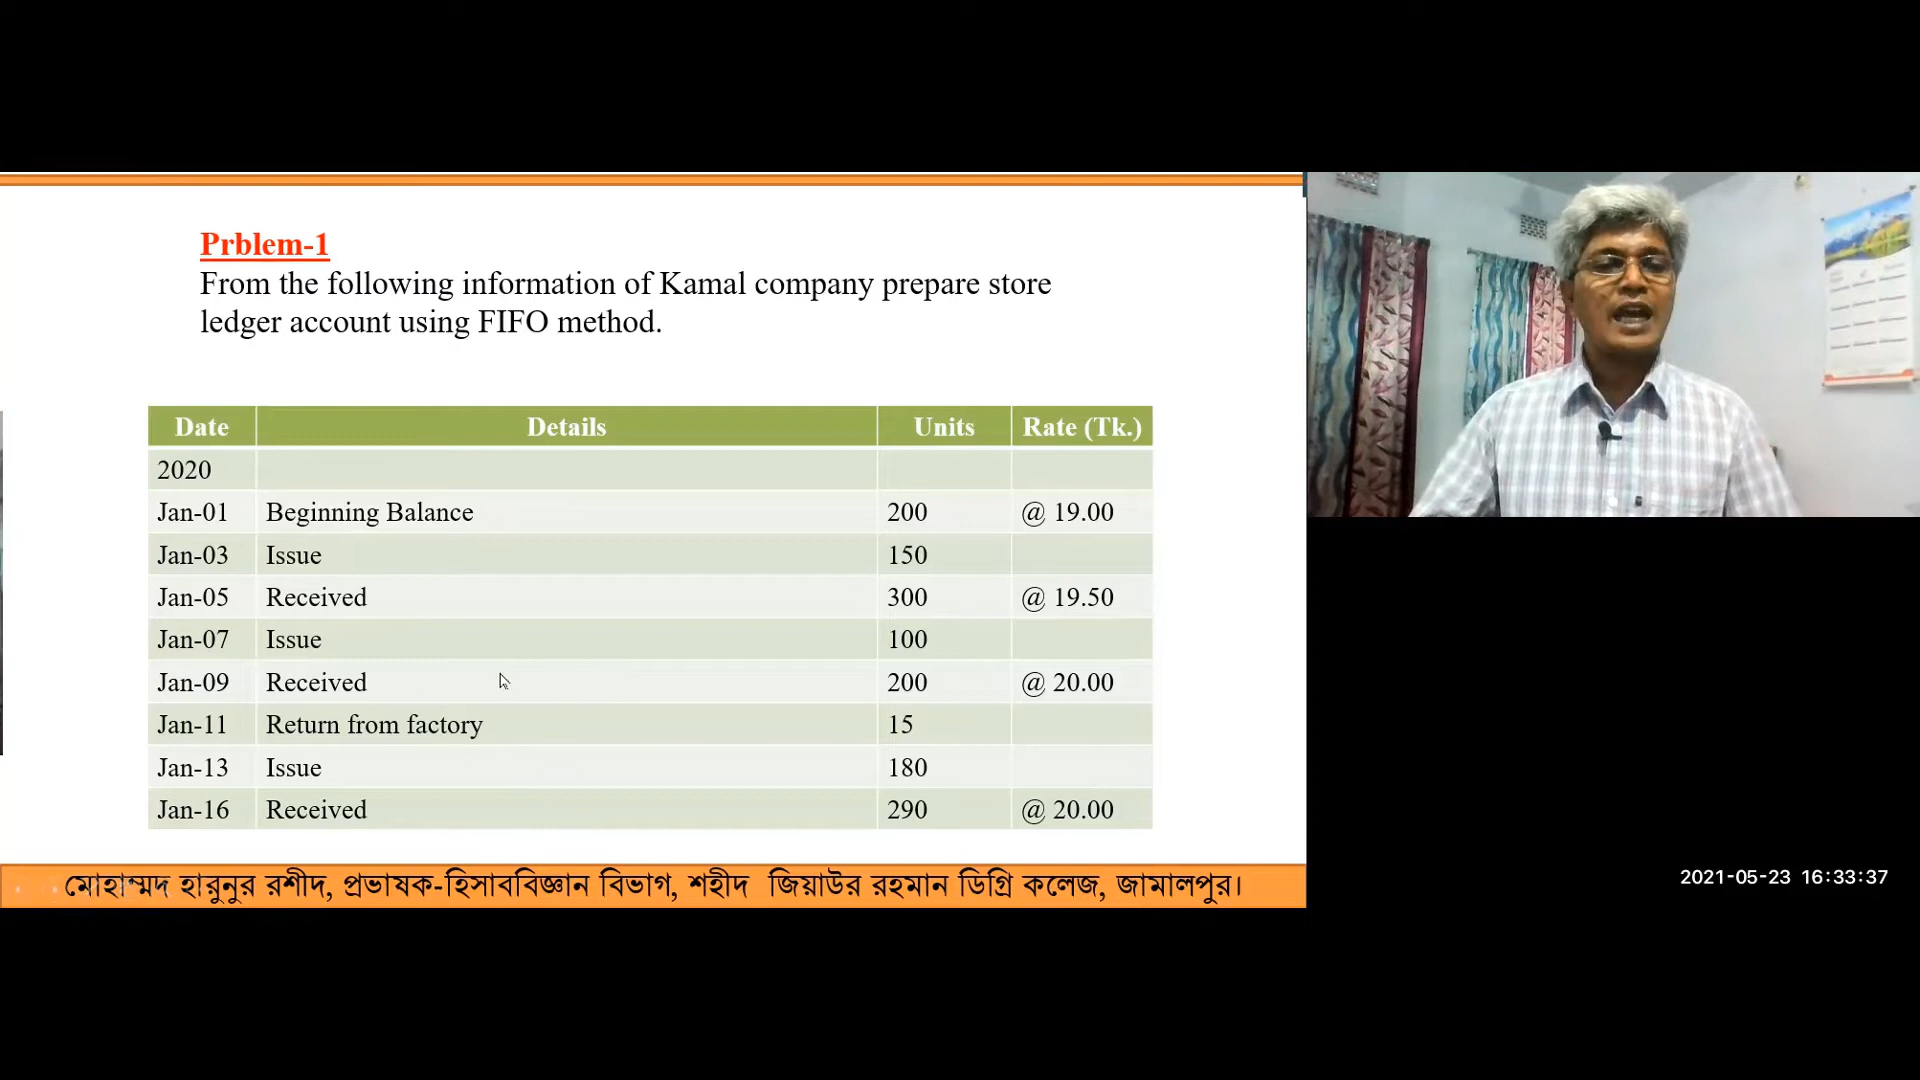 Prblem-1
From the following information of Kamal company prepare store
ledger account using FIFO method.
Date Details Units Rate (Tk.)
2020
Jan-01 Beginning Balance 200 @ 19.00
Jan-03 Issue 150
Jan-05 Received 300 @ 19.50
Jan-07 Issue 100
Jan-09 Received 200 @ 20.00
Jan-11 Return from factory 15
Jan-13 Issue 180
Jan-16 Received 290 @ 20.00
মোহাম্মদ হারুনুর রশীদ, প্রভাষক-হিসাববিজ্ঞান বিভাগ, শহীদ জিয়াউর রহমান ডিগ্রি কলেজ, জামালপুর।
2021-05-23 16:33:37